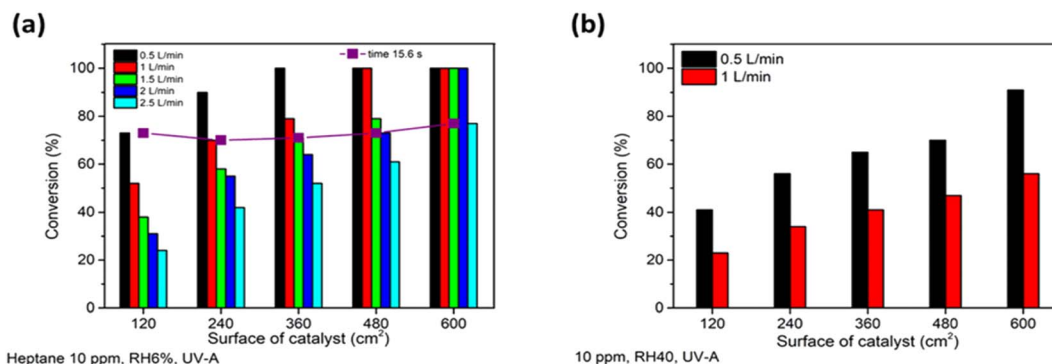 (a)
0.5 L/min
1 L/min
1.5 L/min
2 L/min
2.5 L/min
time 15.6 s
100
80
60
40
20
0
Conversion (%)
120 240 360 480 600
Surface of catalyst (cm²)
Heptane 10 ppm, RH6%, UV-A
(b)
0.5 L/min
1 L/min
100
80
60
40
20
0
Conversion (%)
120 240 360 480 600
Surface of catalyst (cm²)
10 ppm, RH40, UV-A